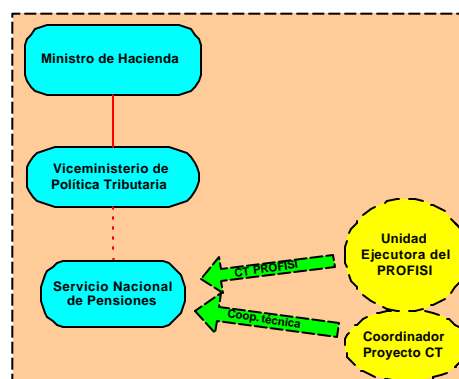 Ministro de Hacienda
Viceministerio de
Política Tributaria
Servicio Nacional
de Pensiones
CT PROFISI
Coop. técnica
Unidad
Ejecutora del
PROFISI
Coordinador
Proyecto CT